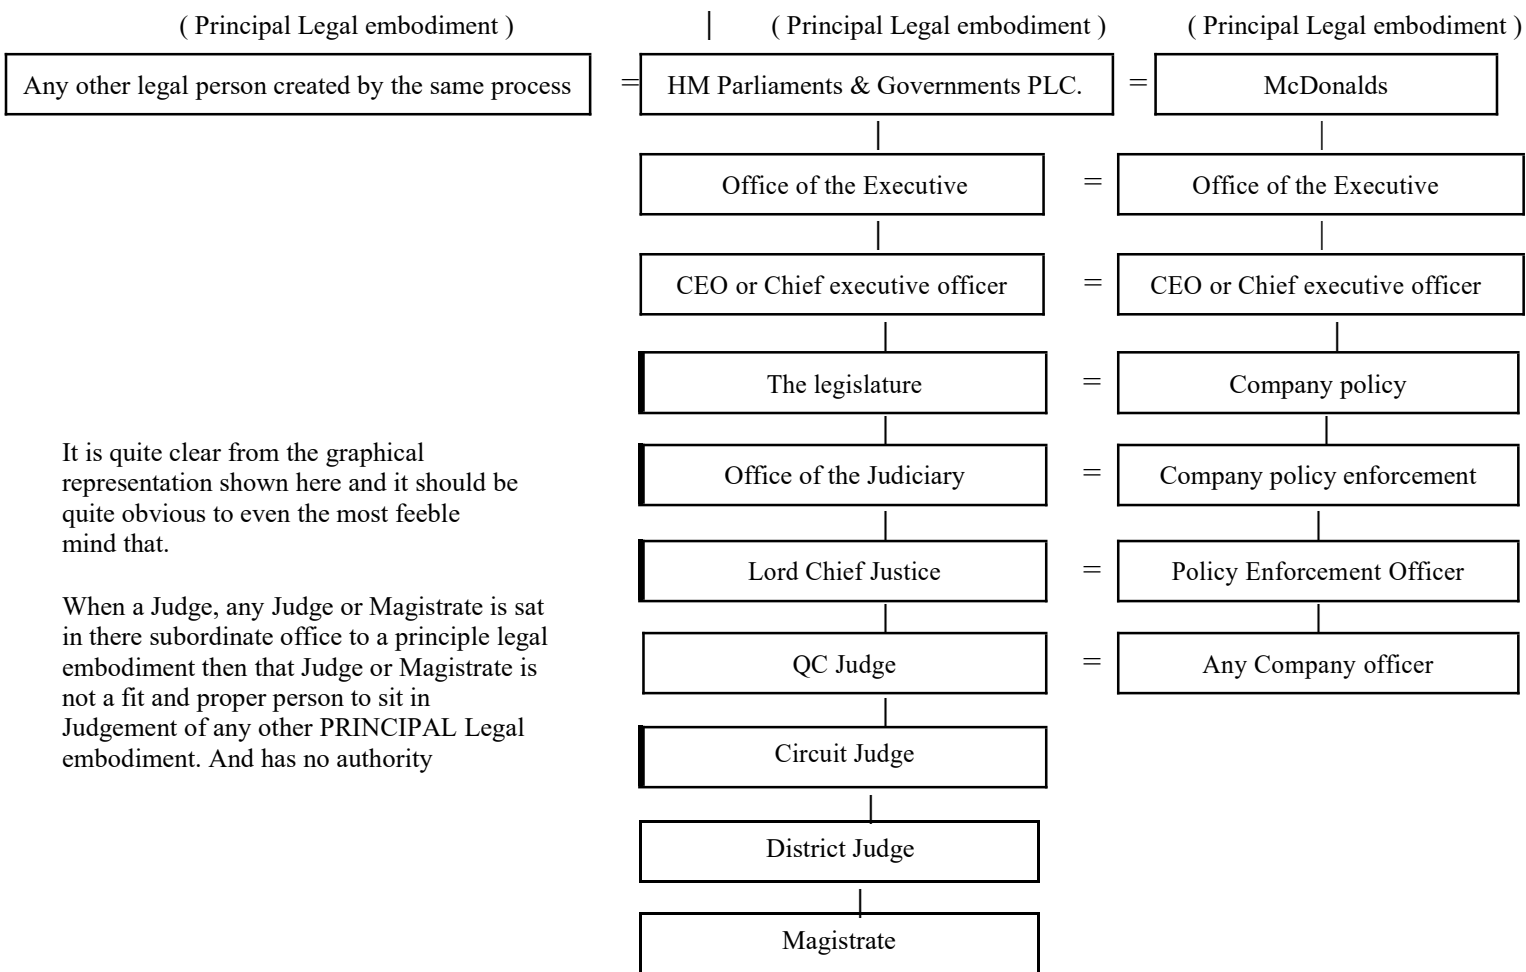 ( Principal Legal embodiment ) | ( Principal Legal embodiment ) ( Principal Legal embodiment )
Any other legal person created by the same process = HM Parliaments & Governments PLC. = McDonalds
Office of the Executive = Office of the Executive
CEO or Chief executive officer = CEO or Chief executive officer
The legislature = Company policy
Office of the Judiciary = Company policy enforcement
Lord Chief Justice = Policy Enforcement Officer
QC Judge = Any Company officer
Circuit Judge
District Judge
Magistrate
It is quite clear from the graphical
representation shown here and it should be
quite obvious to even the most feeble
mind that.
When a Judge, any Judge or Magistrate is sat
in there subordinate office to a principle legal
embodiment then that Judge or Magistrate is
not a fit and proper person to sit in
Judgement of any other PRINCIPAL Legal
embodiment. And has no authority